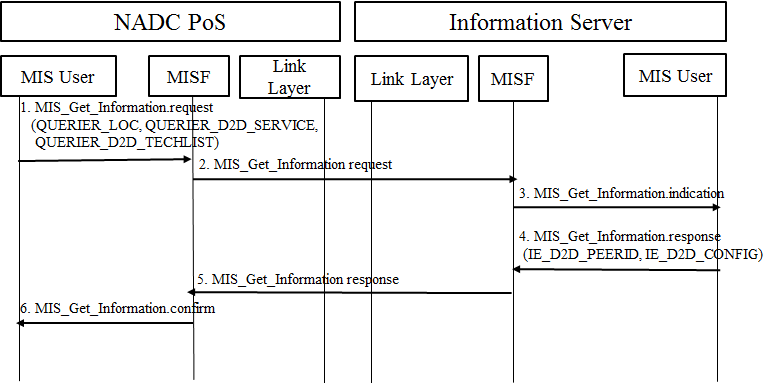 NADC PoS
Information Server
MIS User
MISF
Link
Layer
Link Layer
MISF
MIS User
1. MIS_Get_Information.request
(QUERIER_LOC, QUERIER_D2D_SERVICE,
QUERIER_D2D_TECHLIST)
2. MIS_Get_Information request
3. MIS_Get_Information.indication
4. MIS_Get_Information.response
(IE_D2D_PEERID, IE_D2D_CONFIG)
5. MIS_Get_Information response
6. MIS_Get_Information.confirm